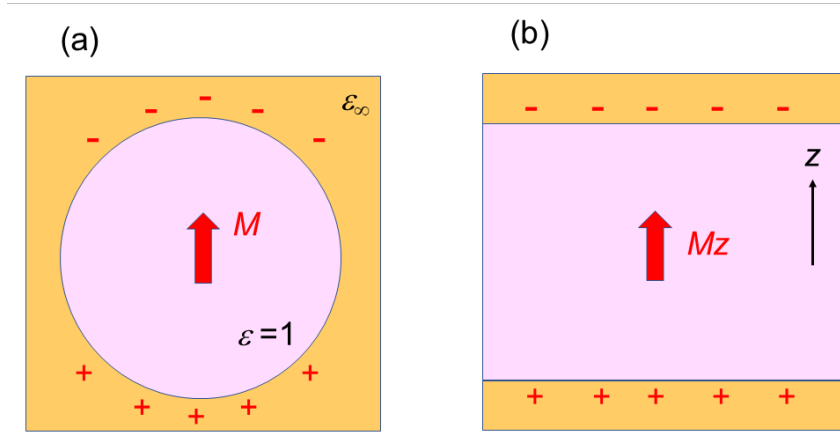 (a)
(b)
- - - - -
ε∞
M
ε =1
+ + + + +
- - - - -
z
Mz
+ + + + +